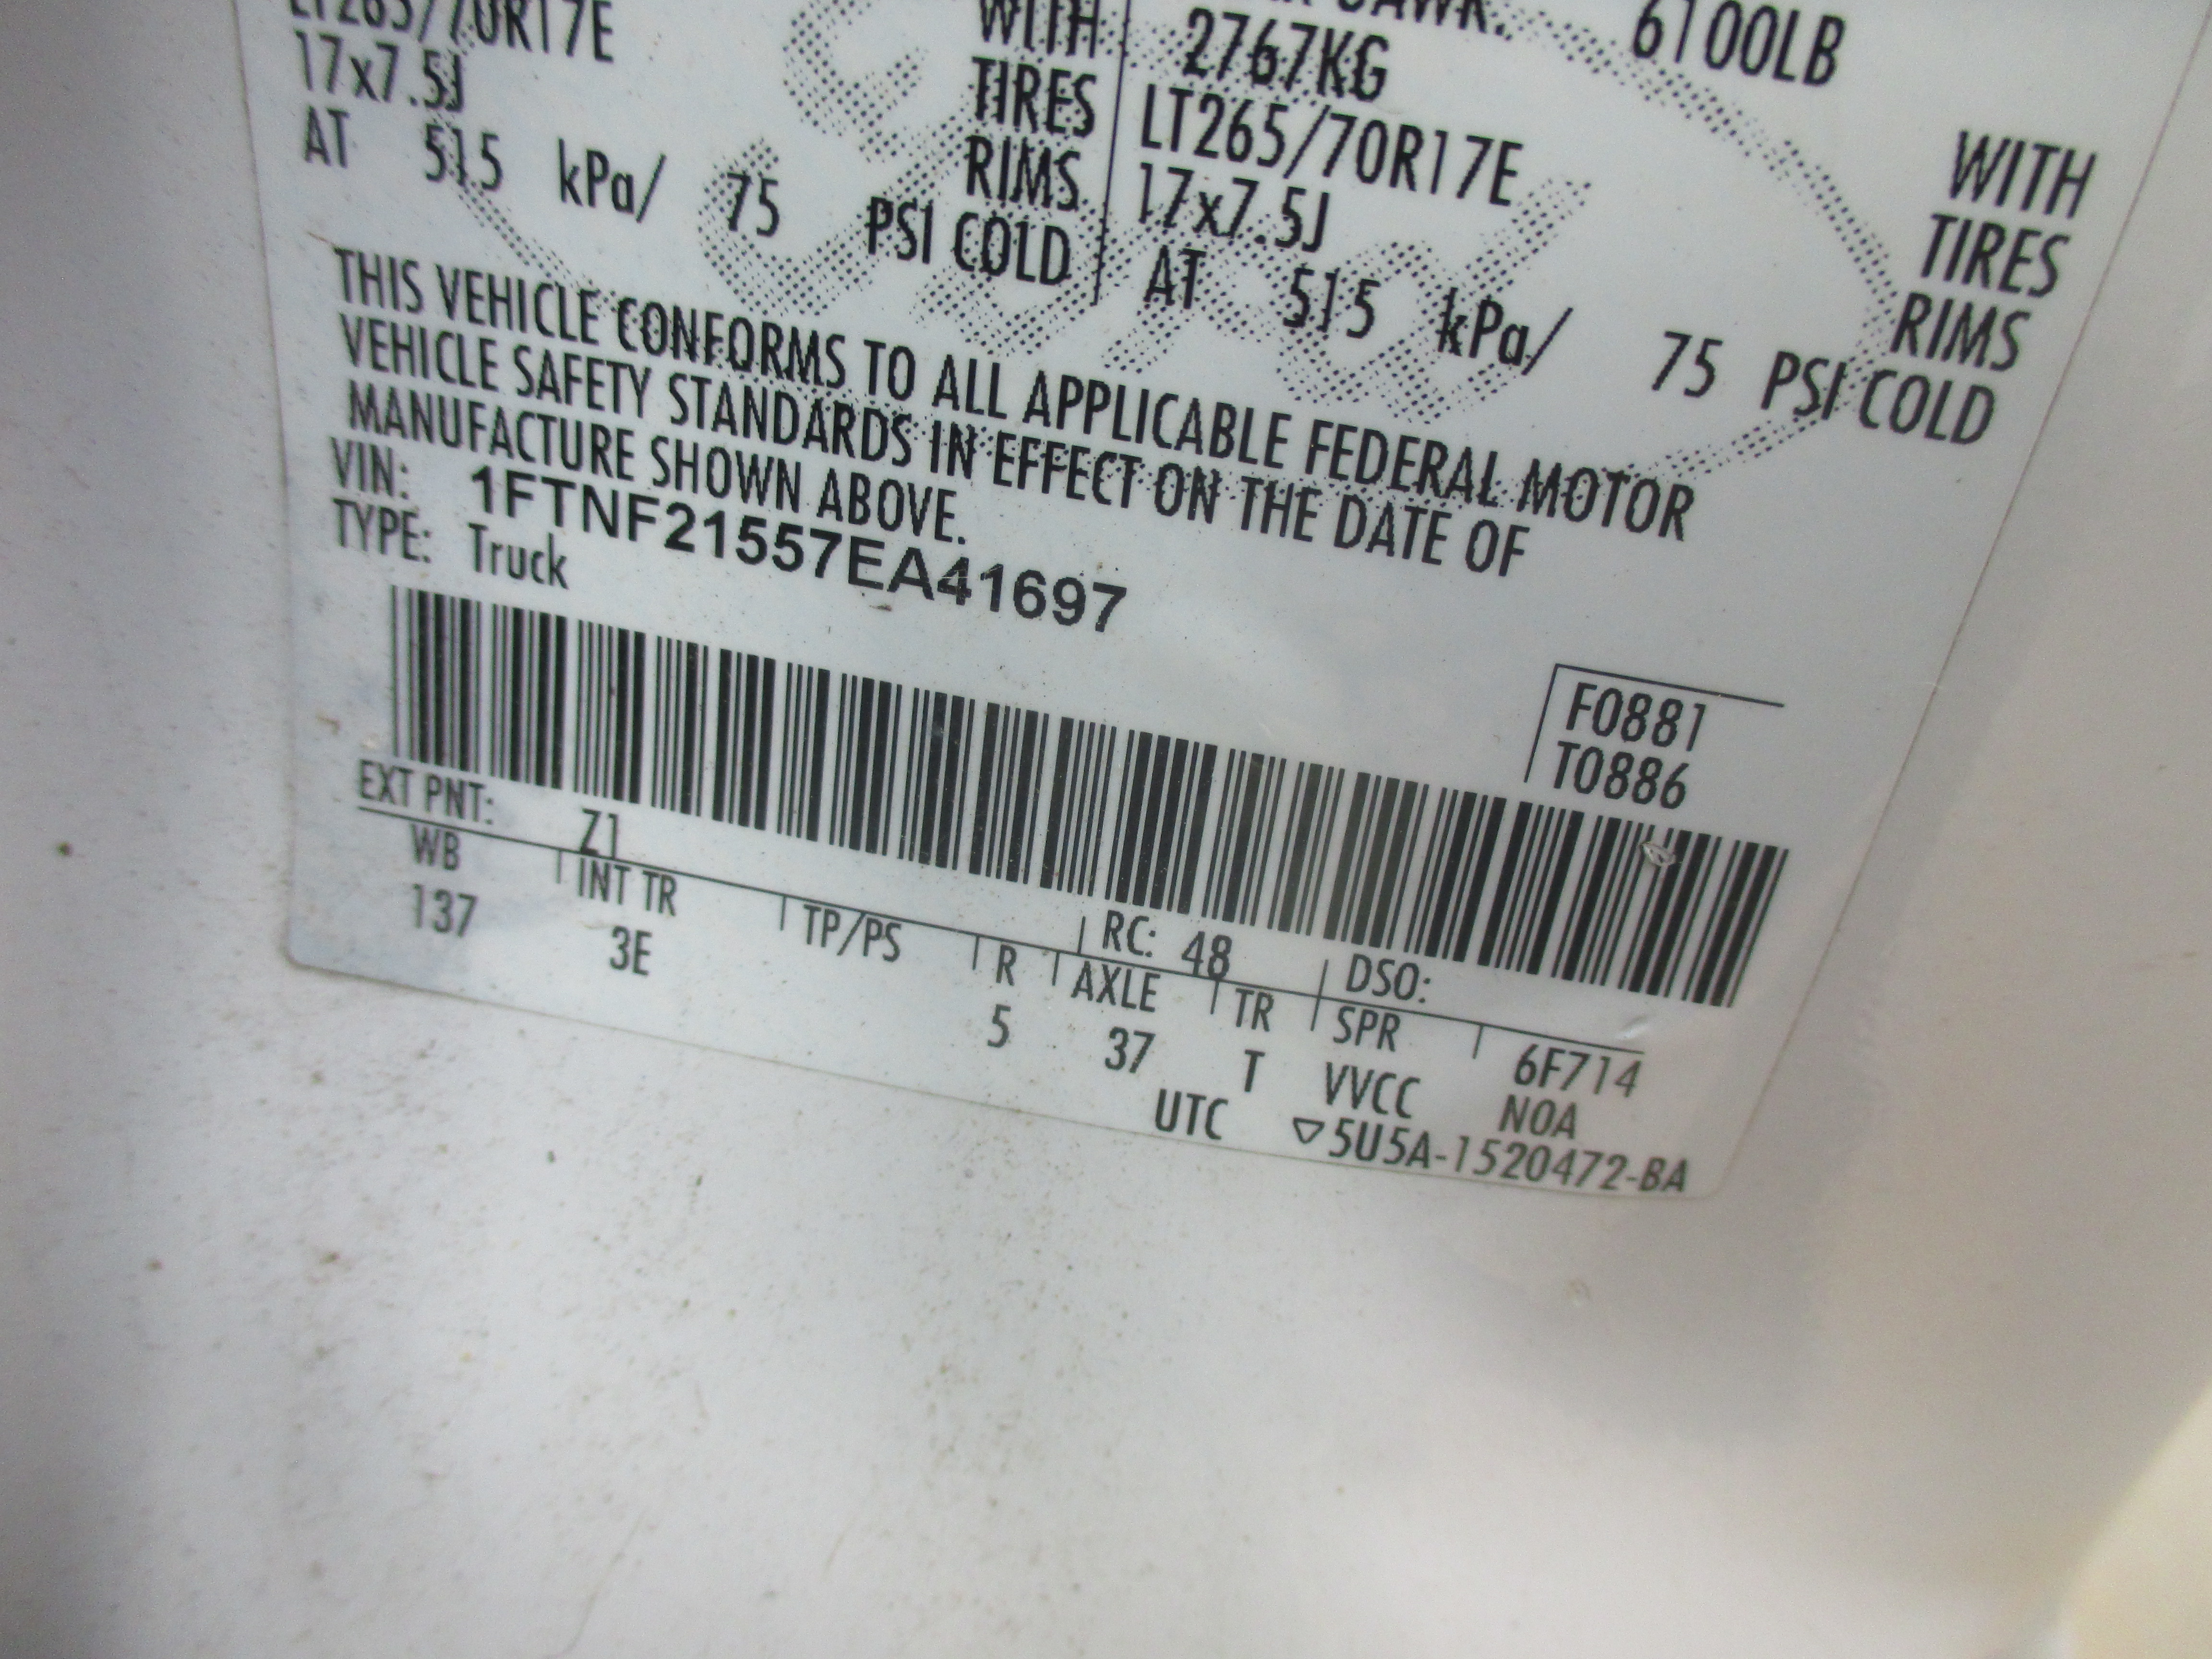 LT265/70R17E WITH
17x7.5J TIRES
AT 515 kPa/ 75 RIMS
PSI COLD
6100LB
2767KG WITH
LT265/70R17E TIRES
17x7.5J RIMS
AT 515 kPa/ 75 PSI COLD
THIS VEHICLE CONFORMS TO ALL APPLICABLE FEDERAL MOTOR
VEHICLE SAFETY STANDARDS IN EFFECT ON THE DATE OF
MANUFACTURE SHOWN ABOVE.
VIN: 1FTNF21557EA41697
TYPE: Truck
F0881
T0886
EXT PNT: Z1 RC: 48 DSO:
WB INT TR TP/PS R AXLE TR SPR 6F714
137 3E 5 37 T VVCC NOA
UTC ▽5U5A-1520472-BA